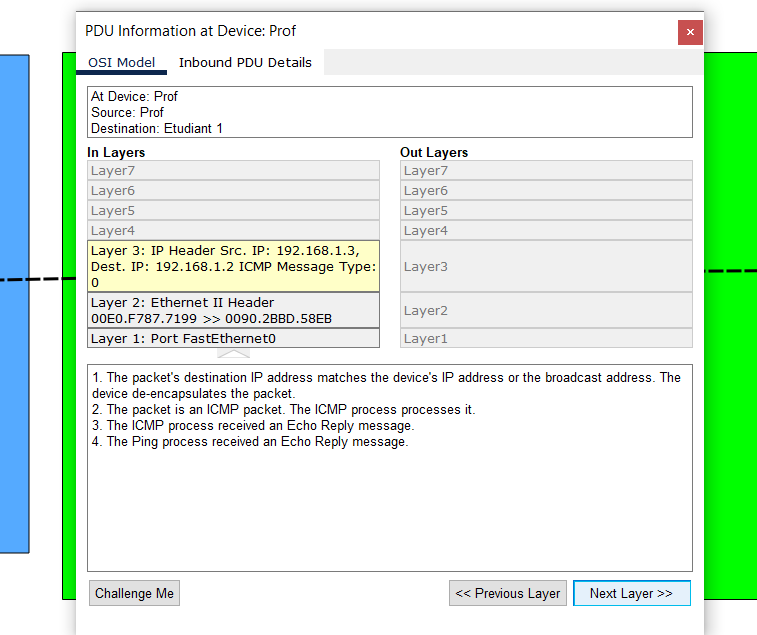 PDU Information at Device: Prof
×
OSI Model Inbound PDU Details
At Device: Prof
Source: Prof
Destination: Etudiant 1
In Layers
Layer7
Layer6
Layer5
Layer4
Layer 3: IP Header Src. IP: 192.168.1.3,
Dest. IP: 192.168.1.2 ICMP Message Type:
0
Layer 2: Ethernet II Header
00E0.F787.7199 >> 0090.2BBD.58EB
Layer 1: Port FastEthernet0
Out Layers
Layer7
Layer6
Layer5
Layer4
Layer3
Layer2
Layer1
1. The packet's destination IP address matches the device's IP address or the broadcast address. The
device de-encapsulates the packet.
2. The packet is an ICMP packet. The ICMP process processes it.
3. The ICMP process received an Echo Reply message.
4. The Ping process received an Echo Reply message.
Challenge Me
<< Previous Layer
Next Layer >>